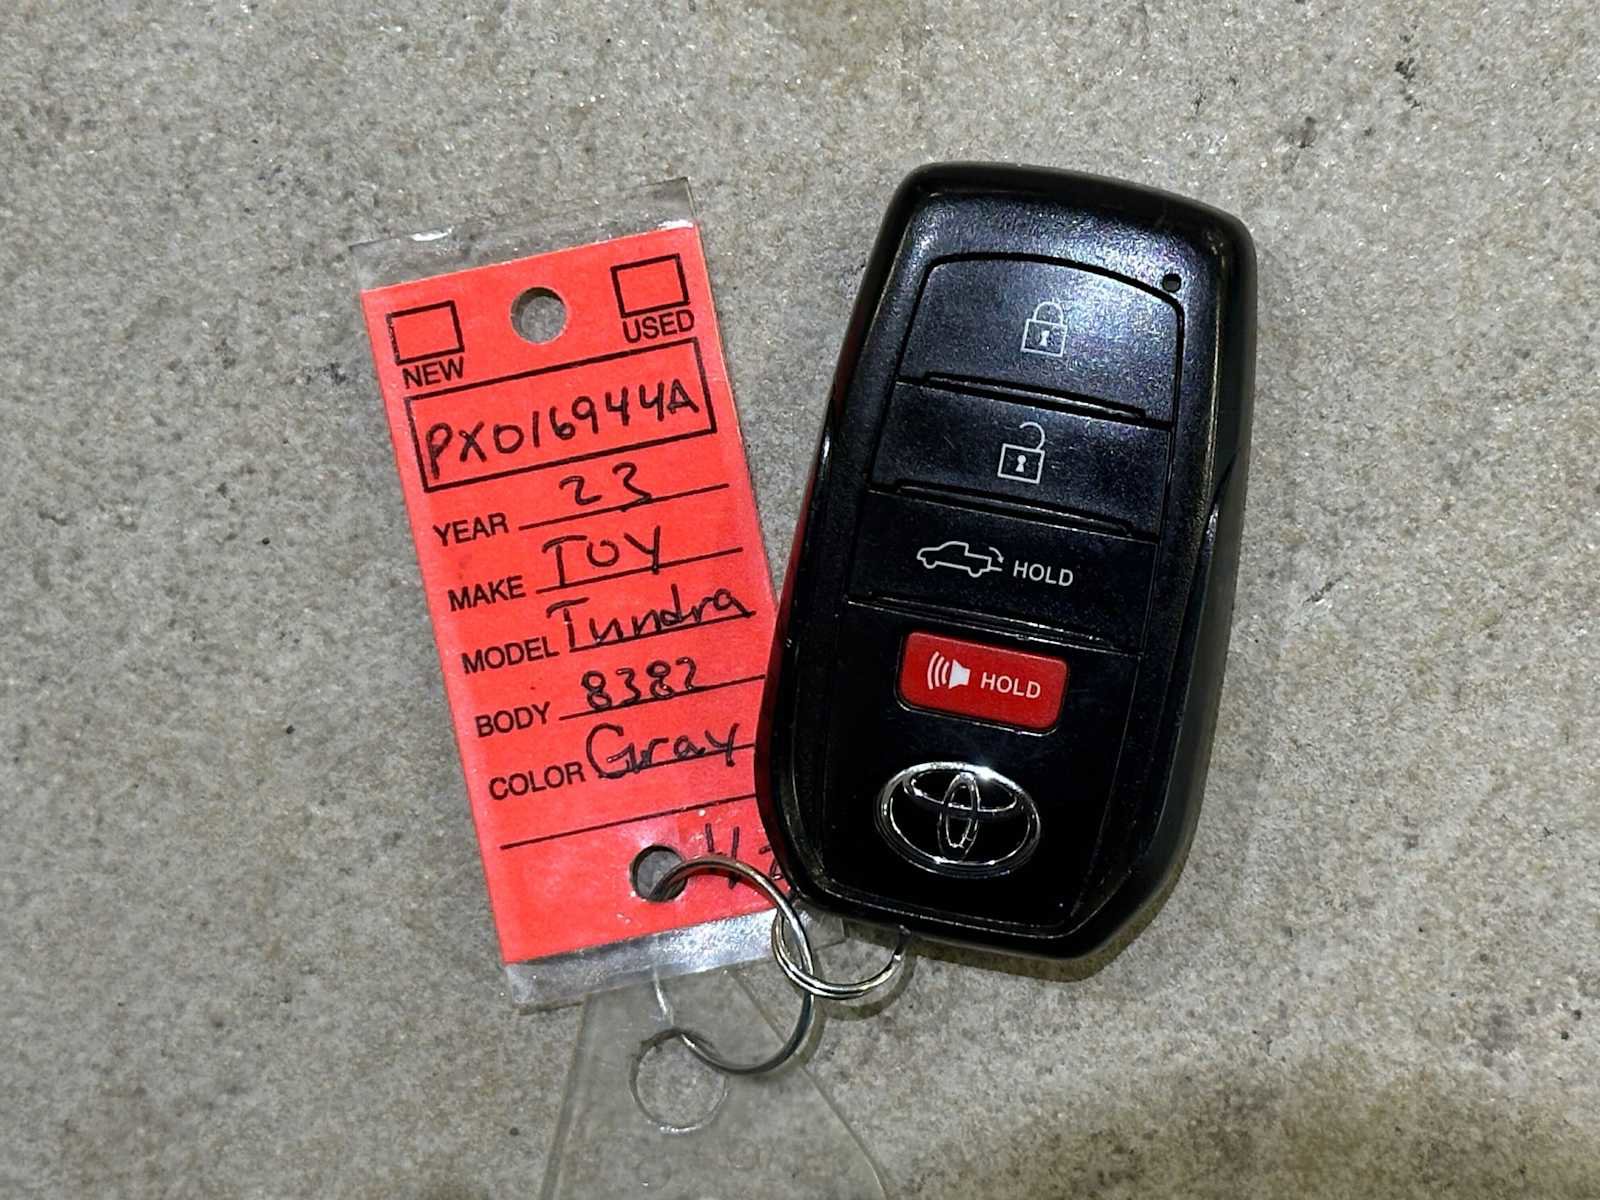 NEW
USED
PX016944A
YEAR 23
MAKE TOY
MODEL Tundra
BODY 8382
COLOR Gray
HOLD
HOLD